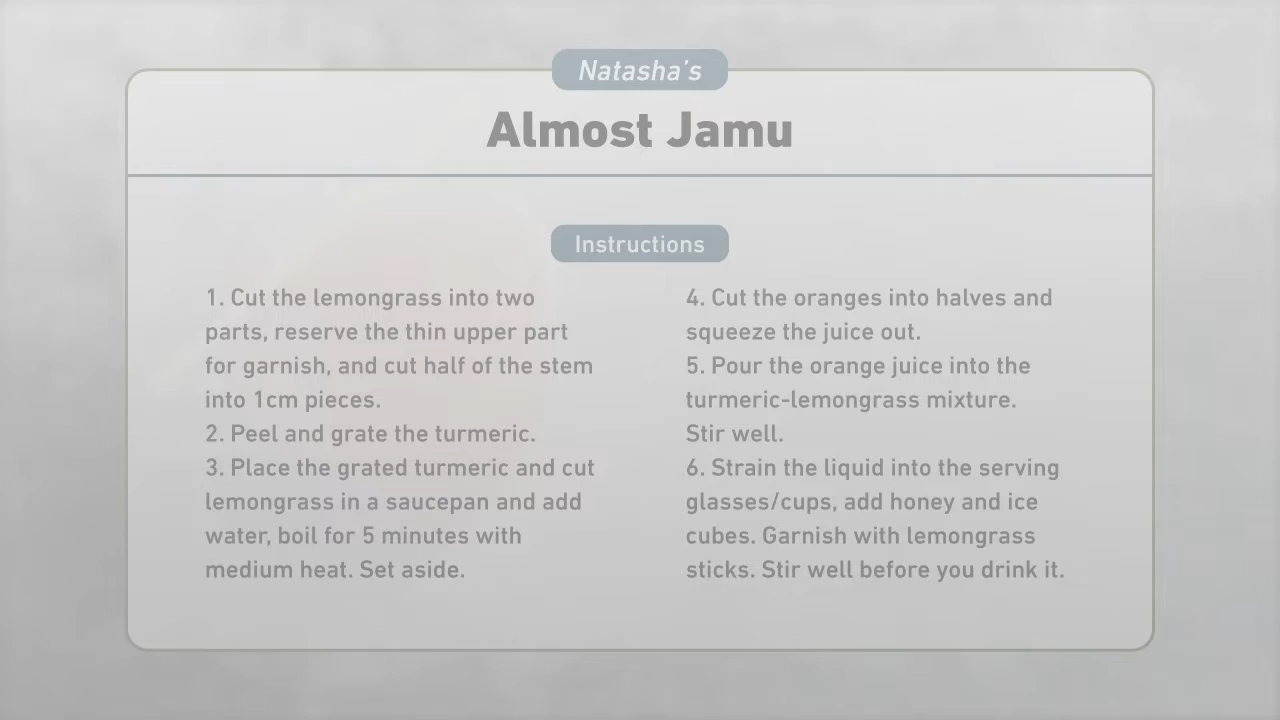 Natasha's
Almost Jamu
Instructions
1. Cut the lemongrass into two
parts, reserve the thin upper part
for garnish, and cut half of the stem
into 1cm pieces.
2. Peel and grate the turmeric.
3. Place the grated turmeric and cut
lemongrass in a saucepan and add
water, boil for 5 minutes with
medium heat. Set aside.
4. Cut the oranges into halves and
squeeze the juice out.
5. Pour the orange juice into the
turmeric-lemongrass mixture.
Stir well.
6. Strain the liquid into the serving
glasses/cups, add honey and ice
cubes. Garnish with lemongrass
sticks. Stir well before you drink it.